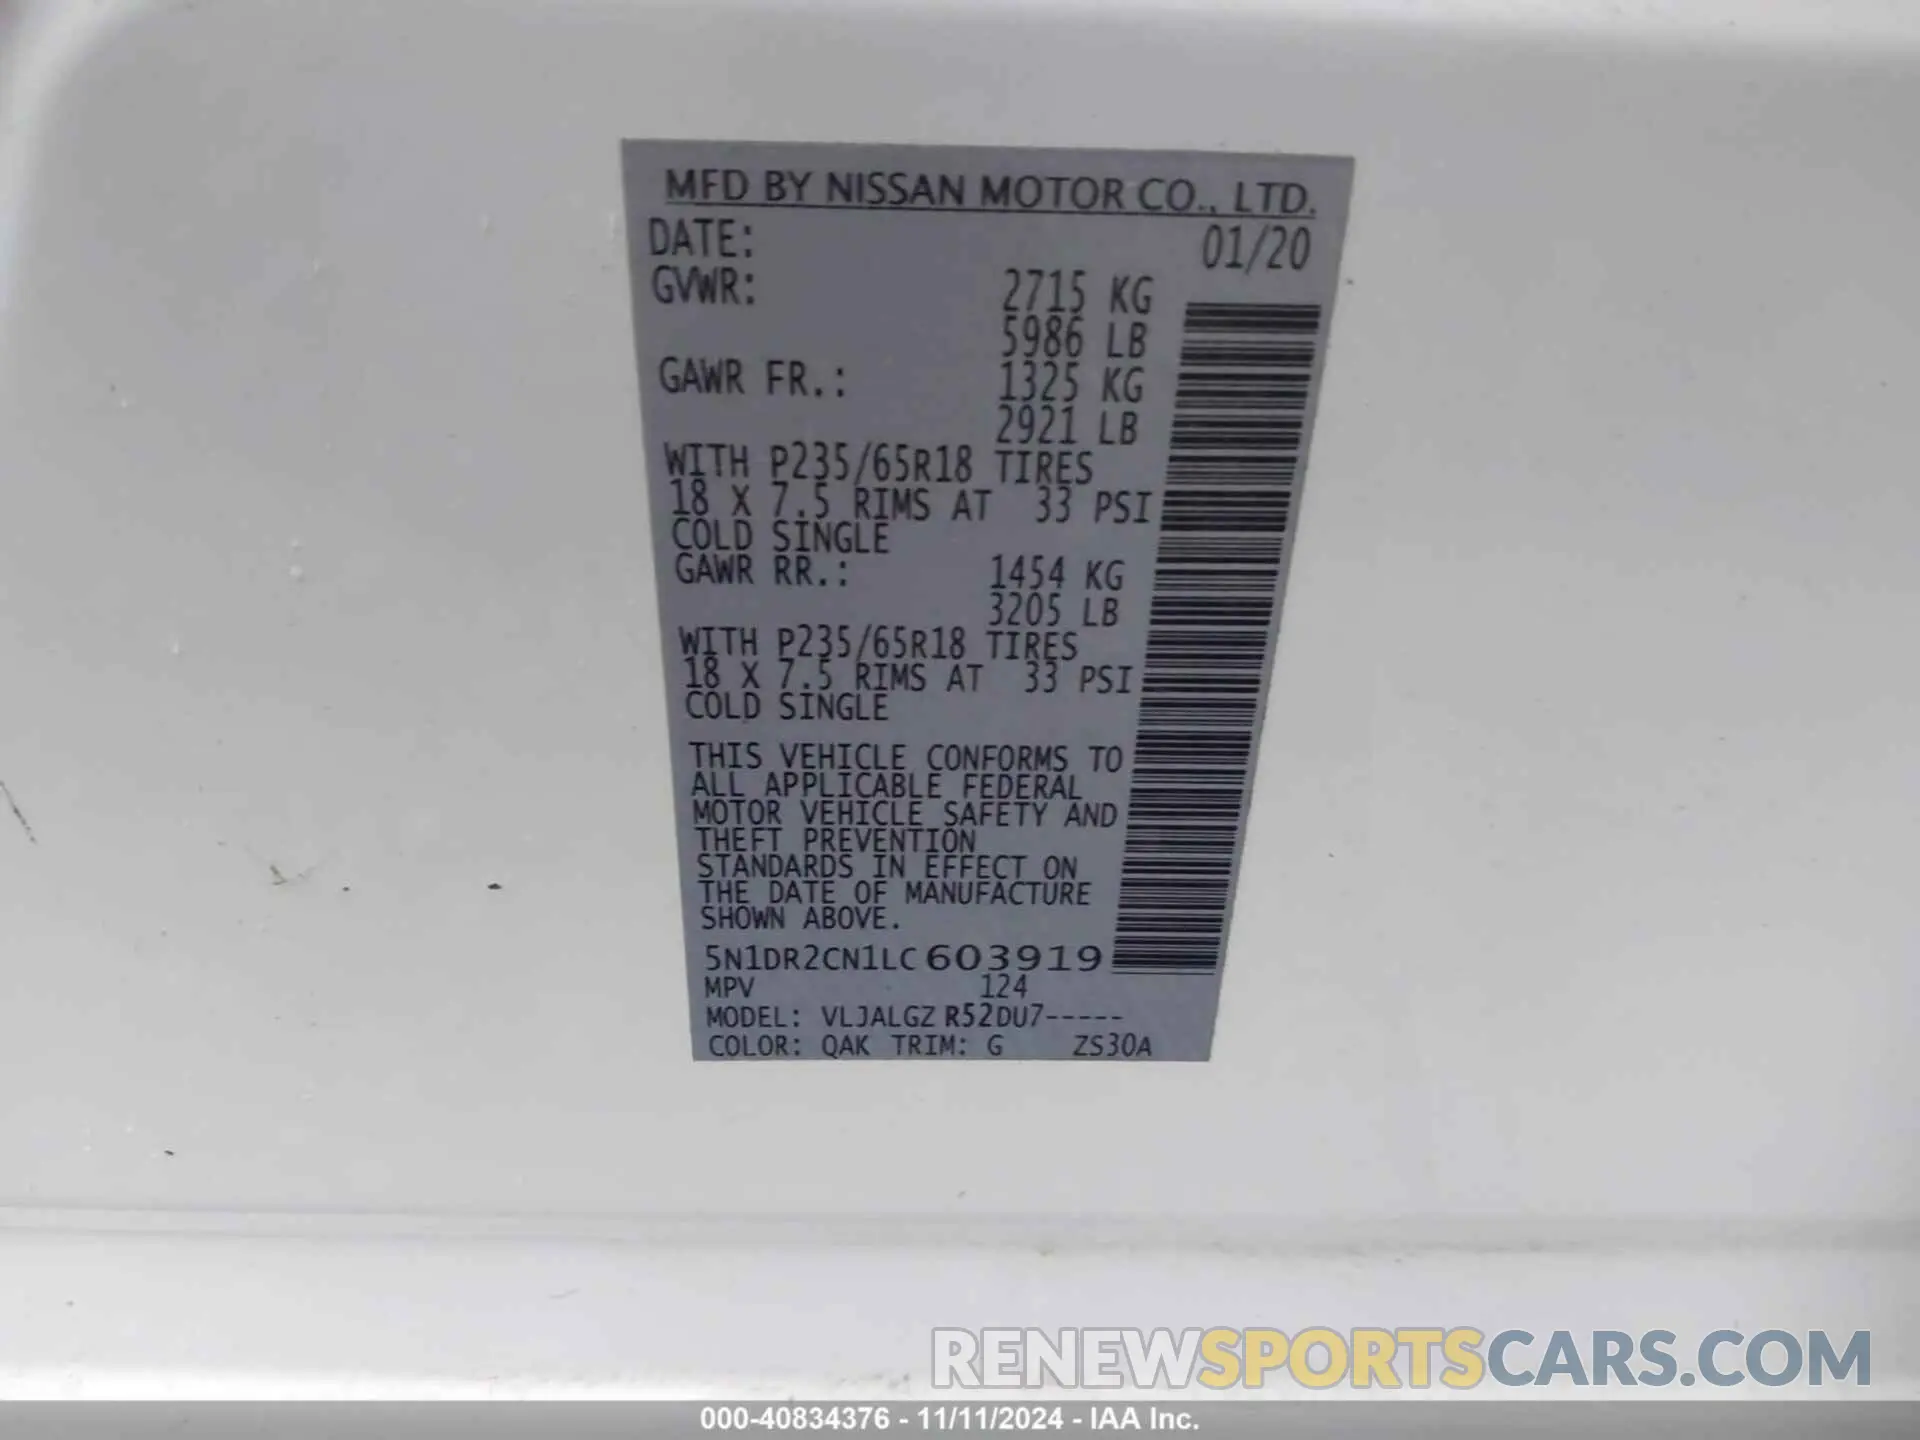 MFD BY NISSAN MOTOR CO., LTD.
DATE: 01/20
GVWR: 2715 KG
5986 LB
GAWR FR.: 1325 KG
2921 LB
WITH P235/65R18 TIRES
18 X 7.5 RIMS AT 33 PSI
COLD SINGLE
GAWR RR.: 1454 KG
3205 LB
WITH P235/65R18 TIRES
18 X 7.5 RIMS AT 33 PSI
COLD SINGLE
THIS VEHICLE CONFORMS TO
ALL APPLICABLE FEDERAL
MOTOR VEHICLE SAFETY AND
THEFT PREVENTION
STANDARDS IN EFFECT ON
THE DATE OF MANUFACTURE
SHOWN ABOVE.
5N1DR2CN1LC603919
MPV 124
MODEL: VLJALGZ R52DU7-----
COLOR: QAK TRIM: G ZS30A
RENEWSPORTSCARS.COM
000-40834376 - 11/11/2024 - IAA Inc.